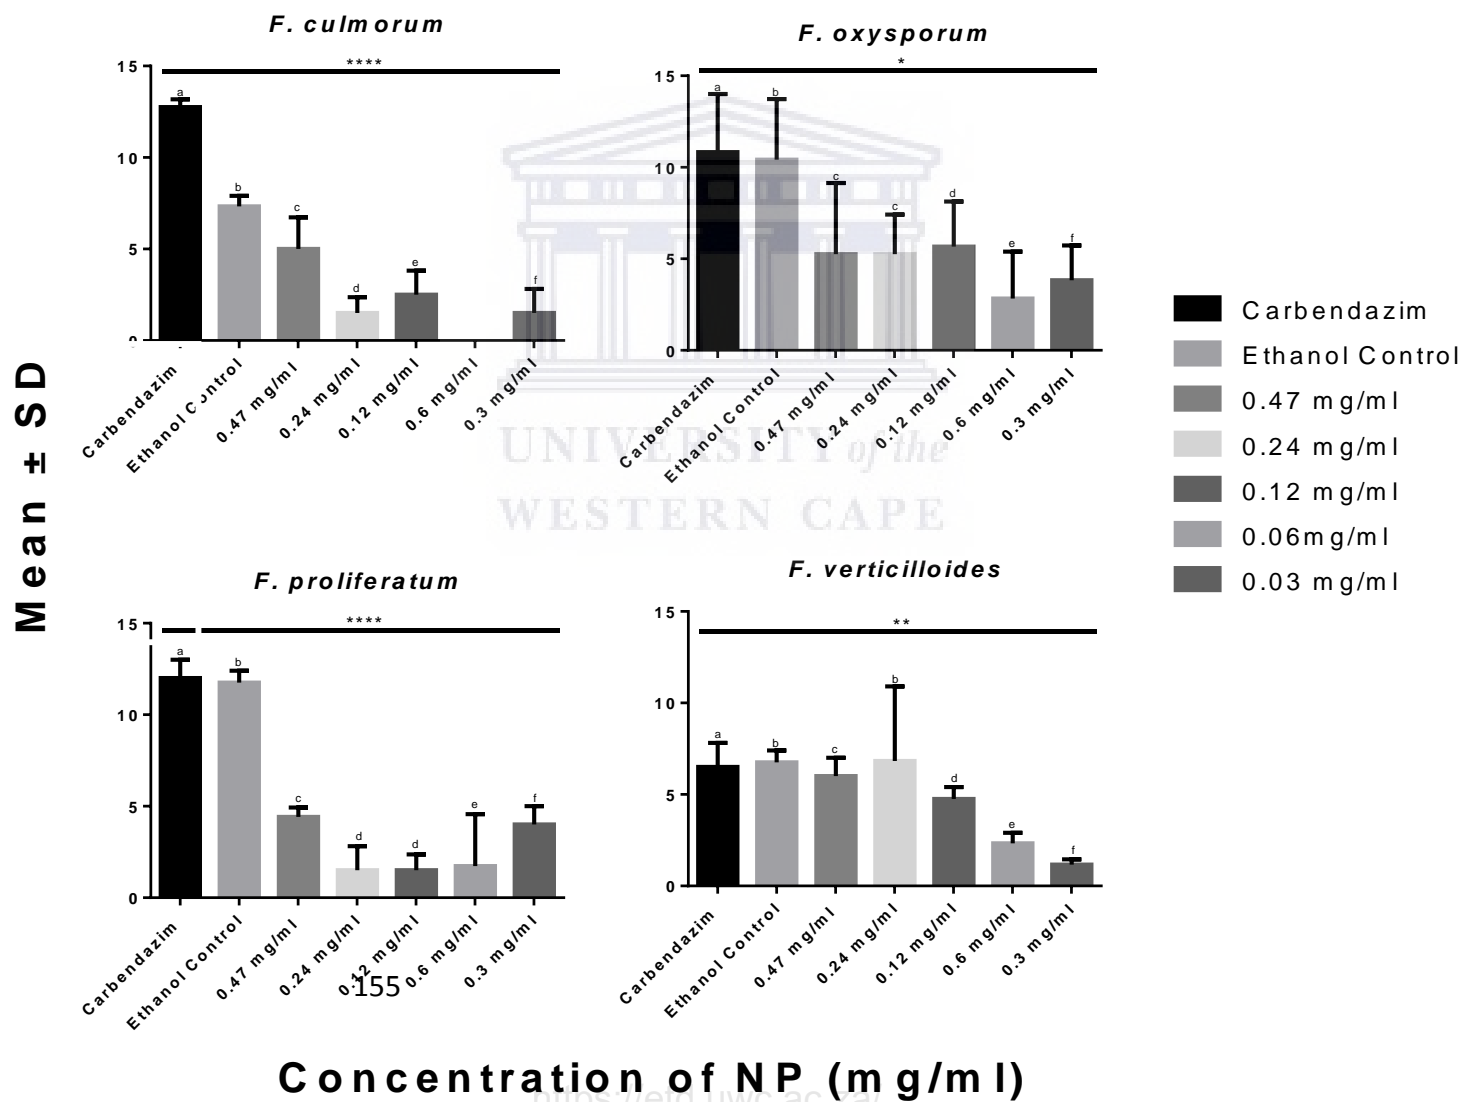 F. culmorum
****
15
10
5
0
a
b
c
d
e
f
Carbendazim
Ethanol Control
0.47 mg/ml
0.24 mg/ml
0.12 mg/ml
0.6 mg/ml
0.3 mg/ml
F. oxysporum
*
15
10
5
0
a
b
c
c
d
e
f
Carbendazim
Ethanol Control
0.47 mg/ml
0.24 mg/ml
0.12 mg/ml
0.6 mg/ml
0.3 mg/ml
Carbendazim
Ethanol Control
0.47 mg/ml
0.24 mg/ml
0.12 mg/ml
0.06mg/ml
0.03 mg/ml
Mean ± SD
UNIVERSITY of the
WESTERN CAPE
F. proliferatum
****
15
10
5
0
a
b
c
d
d
e
f
Carbendazim
Ethanol Control
0.47 mg/ml
0.24 mg/ml
0.12 mg/ml
0.6 mg/ml
0.3 mg/ml
F. verticilloides
**
15
10
5
0
a
b
c
b
d
e
f
Carbendazim
Ethanol Control
0.47 mg/ml
0.24 mg/ml
0.12 mg/ml
0.6 mg/ml
0.3 mg/ml
155
Concentration of NP (mg/ml)
https://etd.uwc.ac.za/